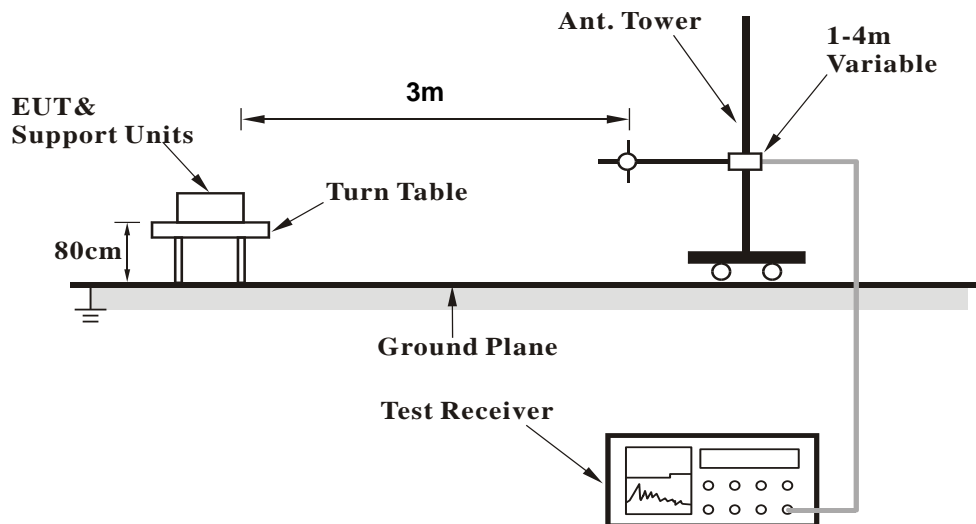 Ant. Tower
1-4m
Variable
3m
EUT&
Support Units
Turn Table
80cm
Ground Plane
Test Receiver